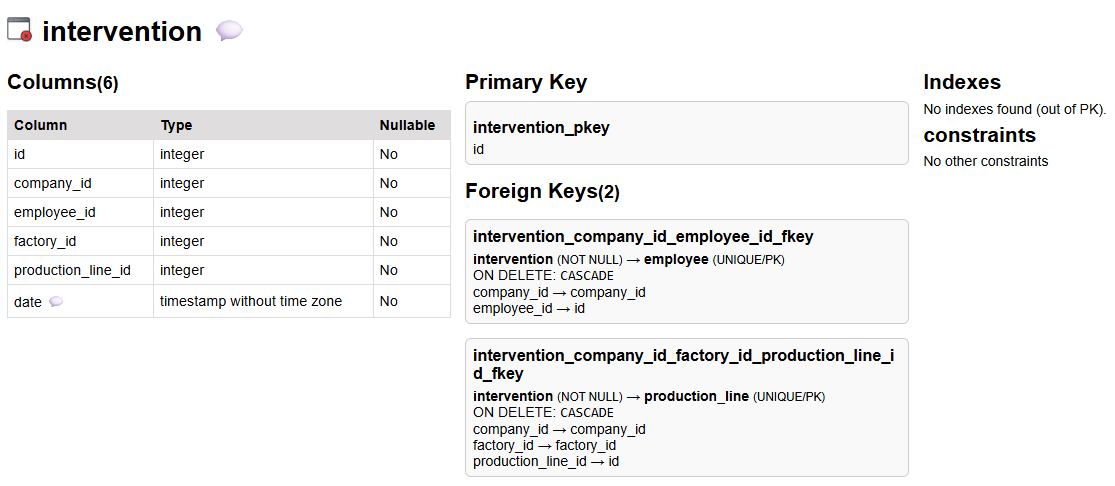 intervention
Columns(6)
Column Type Nullable
id integer No
company_id integer No
employee_id integer No
factory_id integer No
production_line_id integer No
date timestamp without time zone No
Primary Key
intervention_pkey
id
Foreign Keys(2)
intervention_company_id_employee_id_fkey
intervention (NOT NULL) → employee (UNIQUE/PK)
ON DELETE: CASCADE
company_id → company_id
employee_id → id
intervention_company_id_factory_id_production_line_i
d_fkey
intervention (NOT NULL) → production_line (UNIQUE/PK)
ON DELETE: CASCADE
company_id → company_id
factory_id → factory_id
production_line_id → id
Indexes
No indexes found (out of PK).
constraints
No other constraints